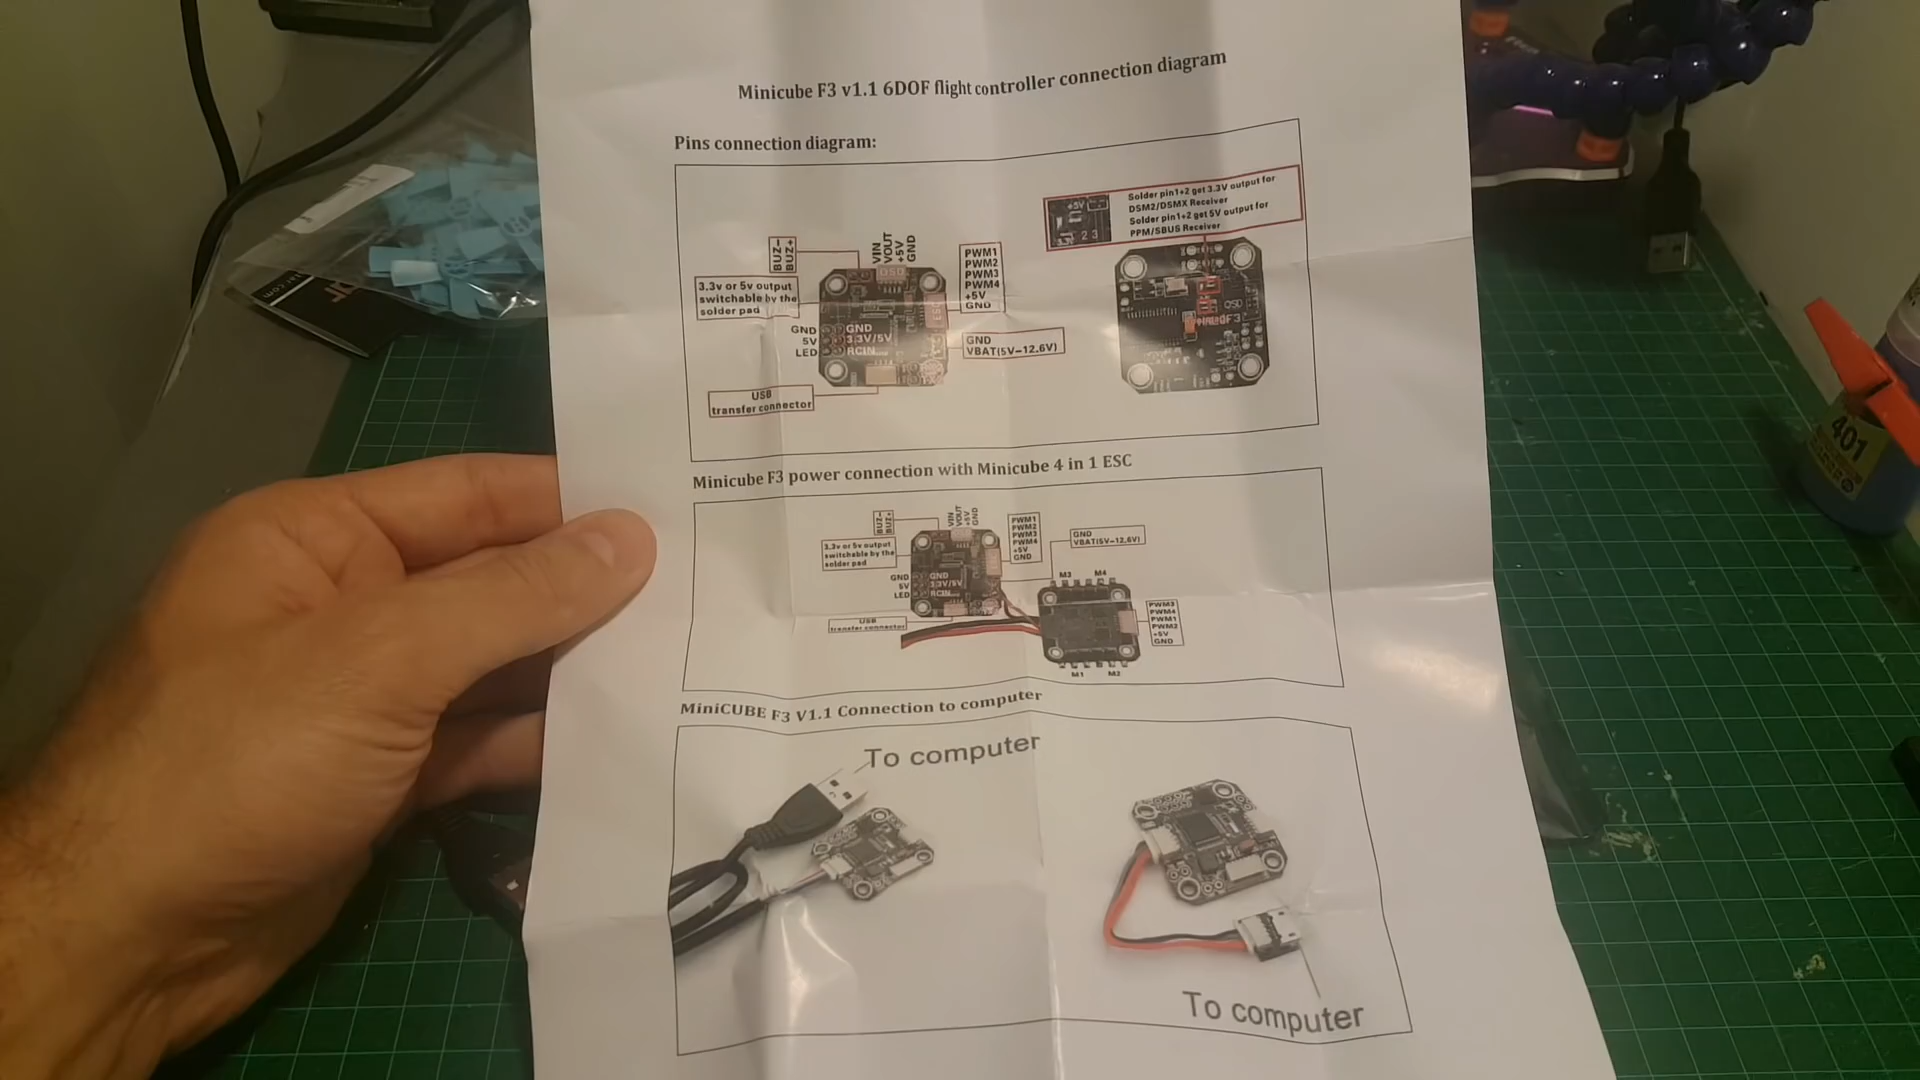 Minicube F3 v1.1 6DOF flight controller connection diagram
Pins connection diagram:
Solder pin1+2 get 3.3V output for
DSM2/DSMX Receiver
Solder pin1+2 get 5V output for
PPM/SBUS Receiver
+5V
2 3
BUZ-
BUZ+
VIN
VOUT
+5V
GND
OSD
PWM1
PWM2
PWM3
PWM4
+5V
GND
3.3v or 5v output
switchable by the
solder pad
GND
5V
LED
GND
3.3V/5V
RCIN
GND
VBAT(5V-12.6V)
USB
transfer connector
Minicube F3 power connection with Minicube 4 in 1 ESC
BUZ-
BUZ+
VIN
VOUT
+5V
GND
PWM1
PWM2
PWM3
PWM4
+5V
GND
GND
VBAT(5V-12.6V)
3.3v or 5v output
switchable by the
solder pad
GND
5V
LED
GND
3.3V/5V
RCIN
USB
transfer connector
M3
M4
PWM3
PWM4
PWM1
PWM2
+5V
GND
M1
M2
MiniCUBE F3 V1.1 Connection to computer
To computer
To computer
401